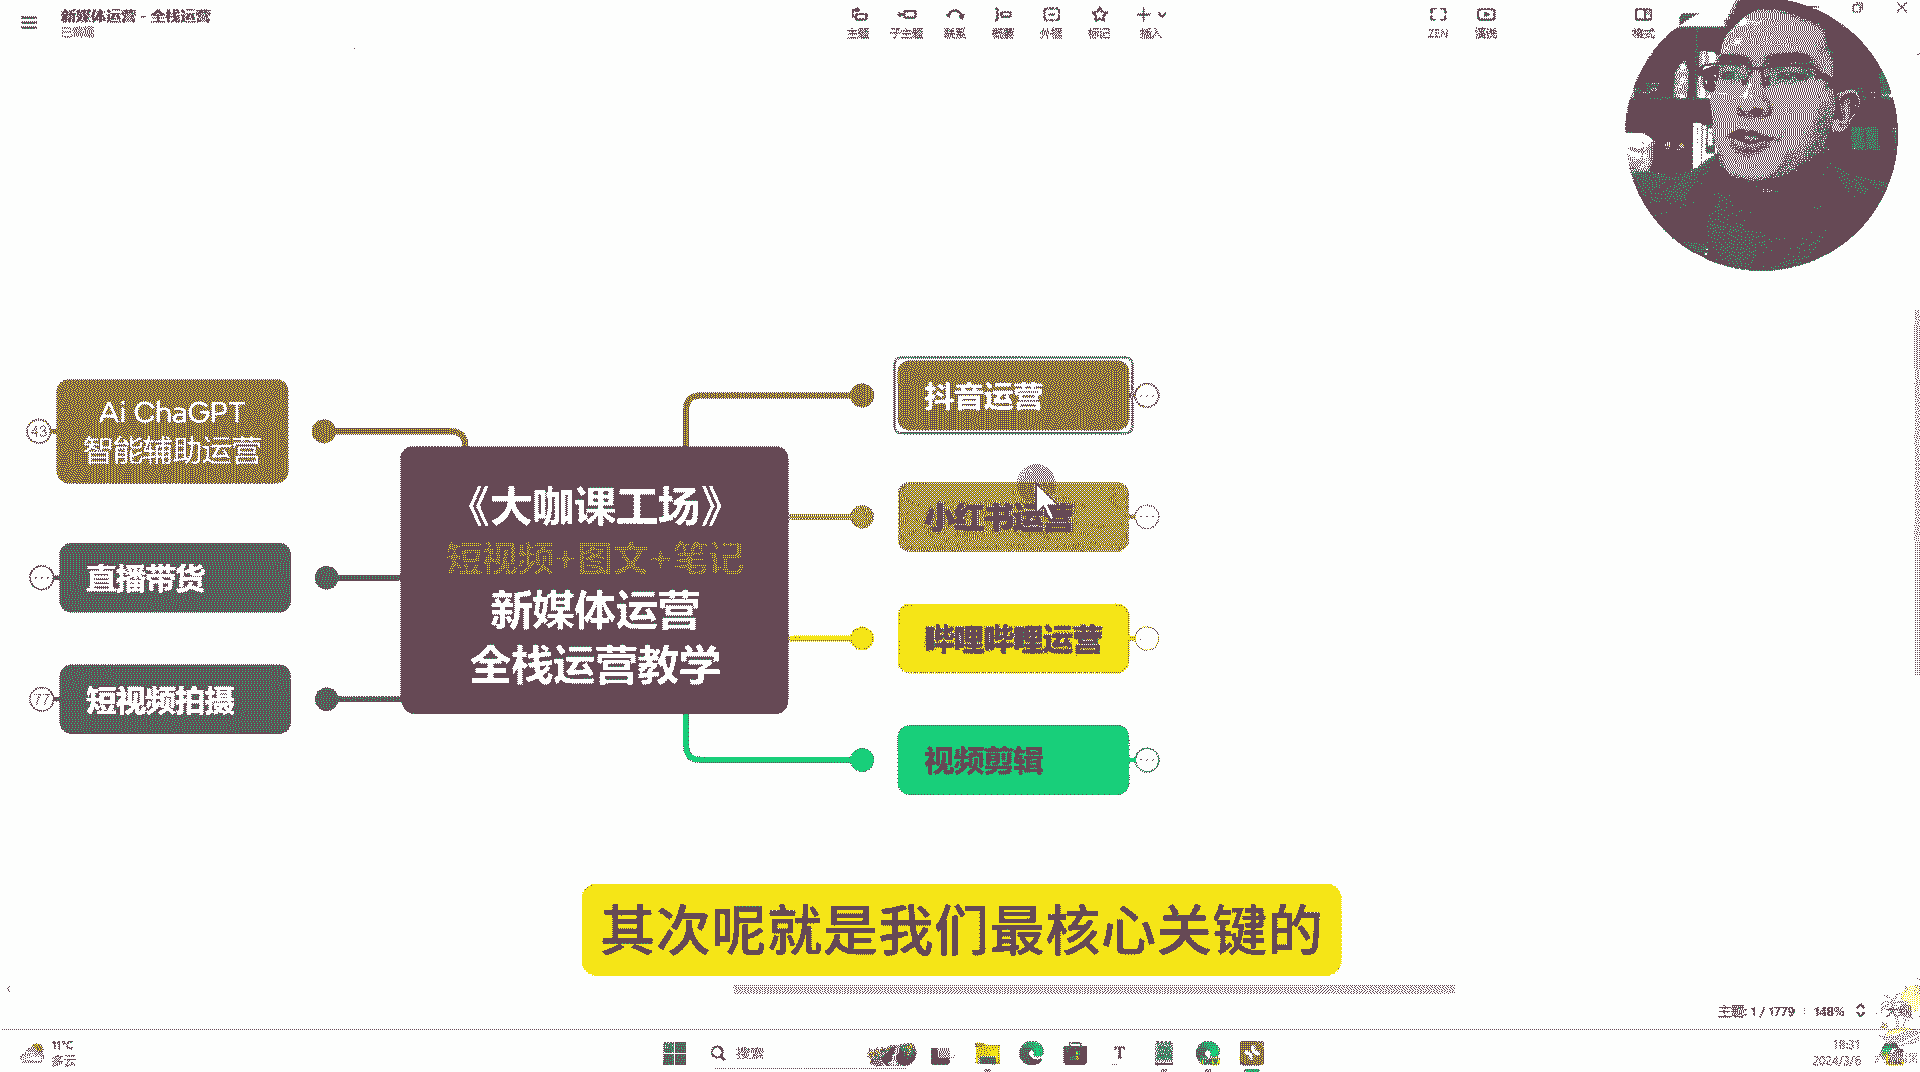 新媒体运营 - 全栈运营
已编辑
主题
子主题
联系
概要
外框
标记
插入
ZEN
演说
格式
Ai ChaGPT
智能辅助运营
43
直播带货
短视频拍摄
77
《大咖课工场》
短视频+图文+笔记
新媒体运营
全栈运营教学
抖音运营
小红书运营
哔哩哔哩运营
视频剪辑
其次呢就是我们最核心关键的
主题: 1 / 1779
148%
11°C
多云
搜索
18:31
2024/3/6